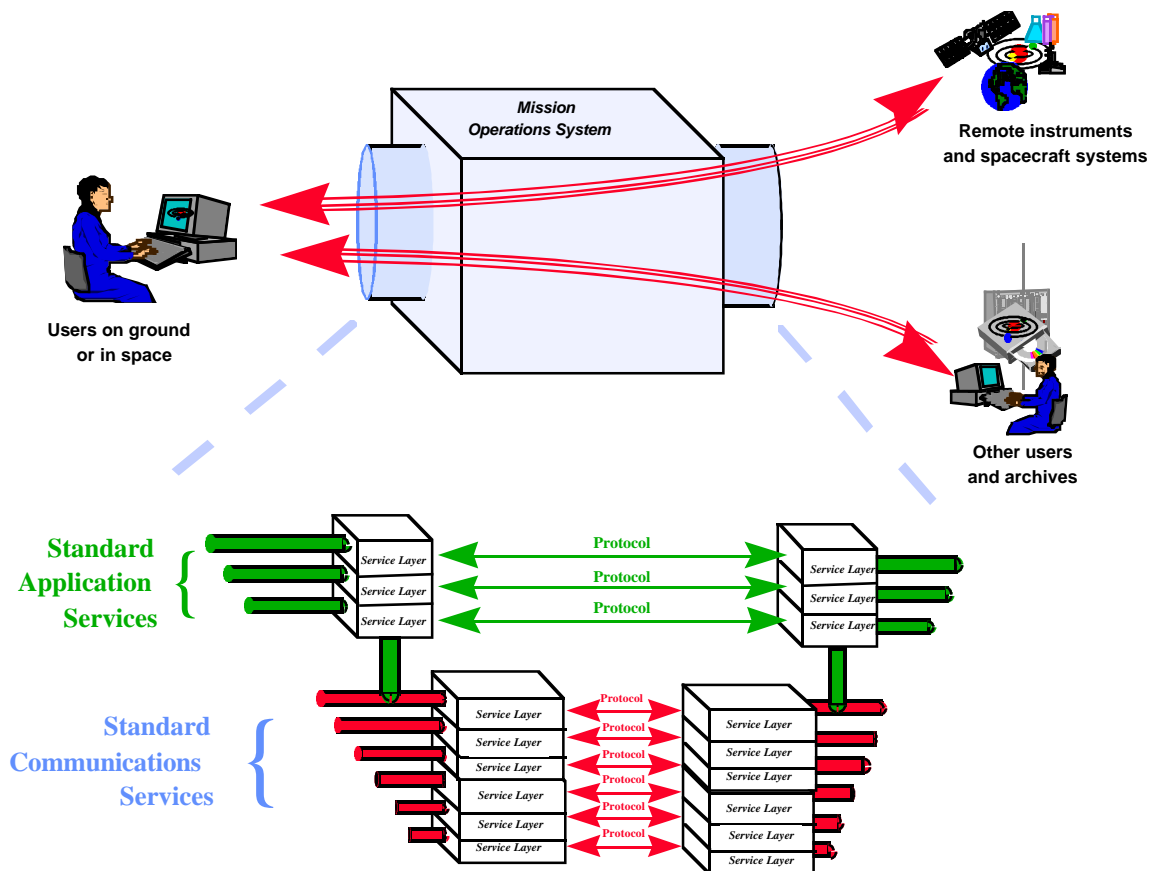 Mission
Operations System
Remote instruments
and spacecraft systems
Users on ground
or in space
Other users
and archives
Standard
Application
Services
{
Service Layer
Service Layer
Service Layer
Protocol
Protocol
Protocol
Service Layer
Service Layer
Service Layer
Standard
Communications
Services
{
Service Layer
Service Layer
Service Layer
Service Layer
Service Layer
Service Layer
Protocol
Protocol
Protocol
Protocol
Protocol
Protocol
Service Layer
Service Layer
Service Layer
Service Layer
Service Layer
Service Layer